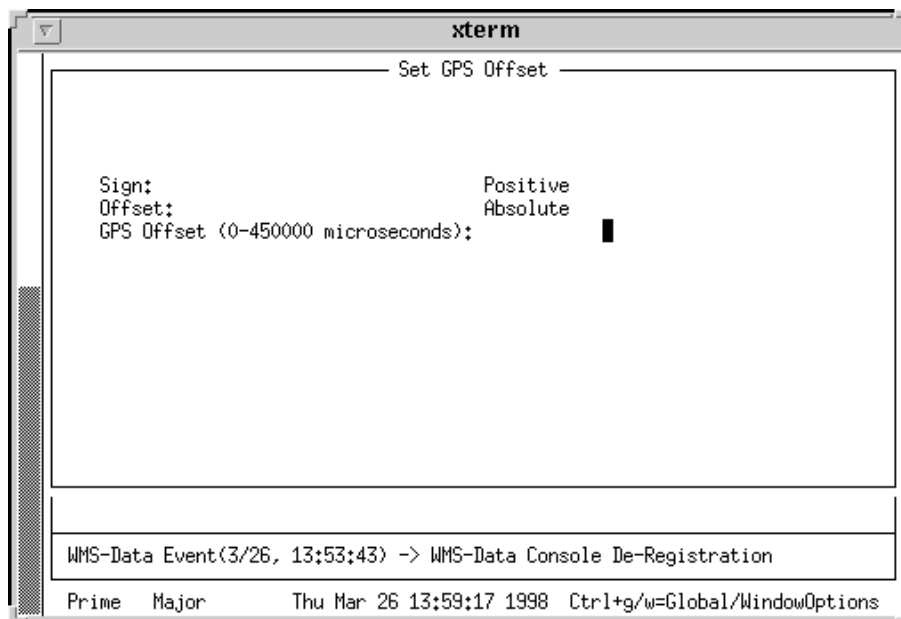 xterm
Set GPS Offset
Sign: Positive
Offset: Absolute
GPS Offset (0-450000 microseconds):
WMS-Data Event(3/26, 13:53:43) -> WMS-Data Console De-Registration
Prime Major Thu Mar 26 13:59:17 1998 Ctrl+g/w=Global/WindowOptions